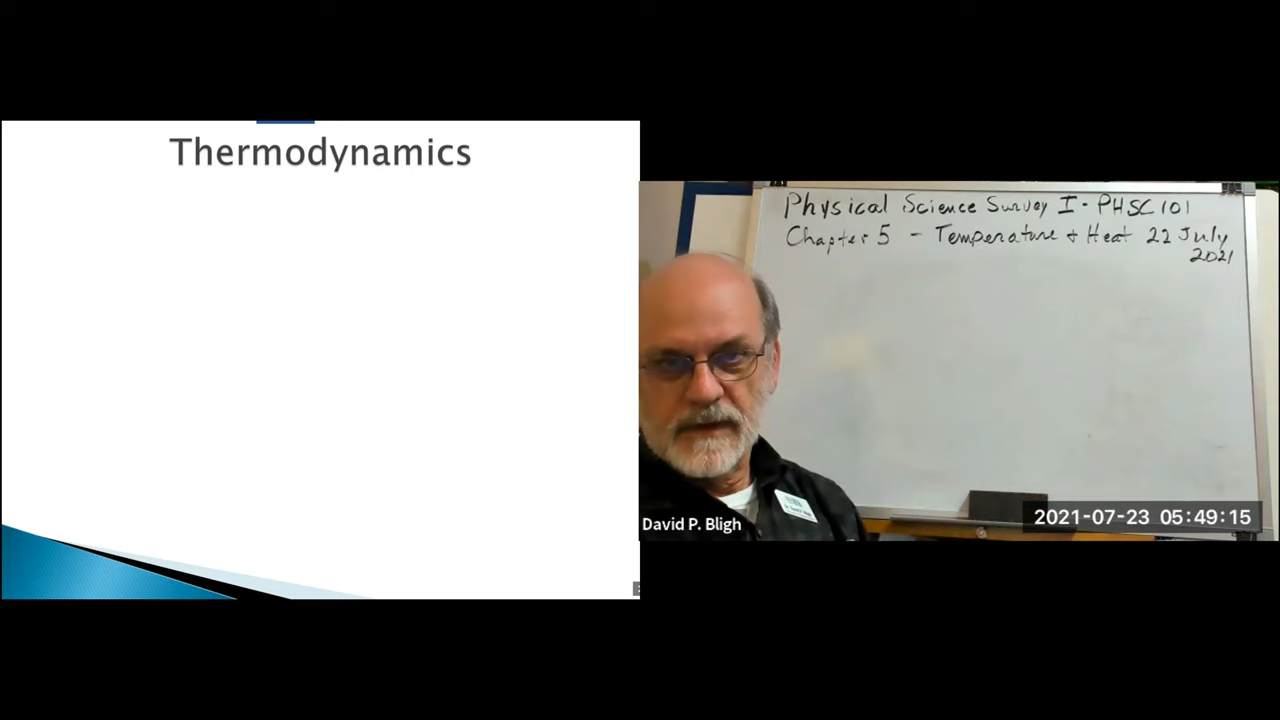 Thermodynamics
Physical Science Survey I - PHSC 101
Chapter 5 - Temperature & Heat 22 July
2021
David P. Bligh
2021-07-23 05:49:15